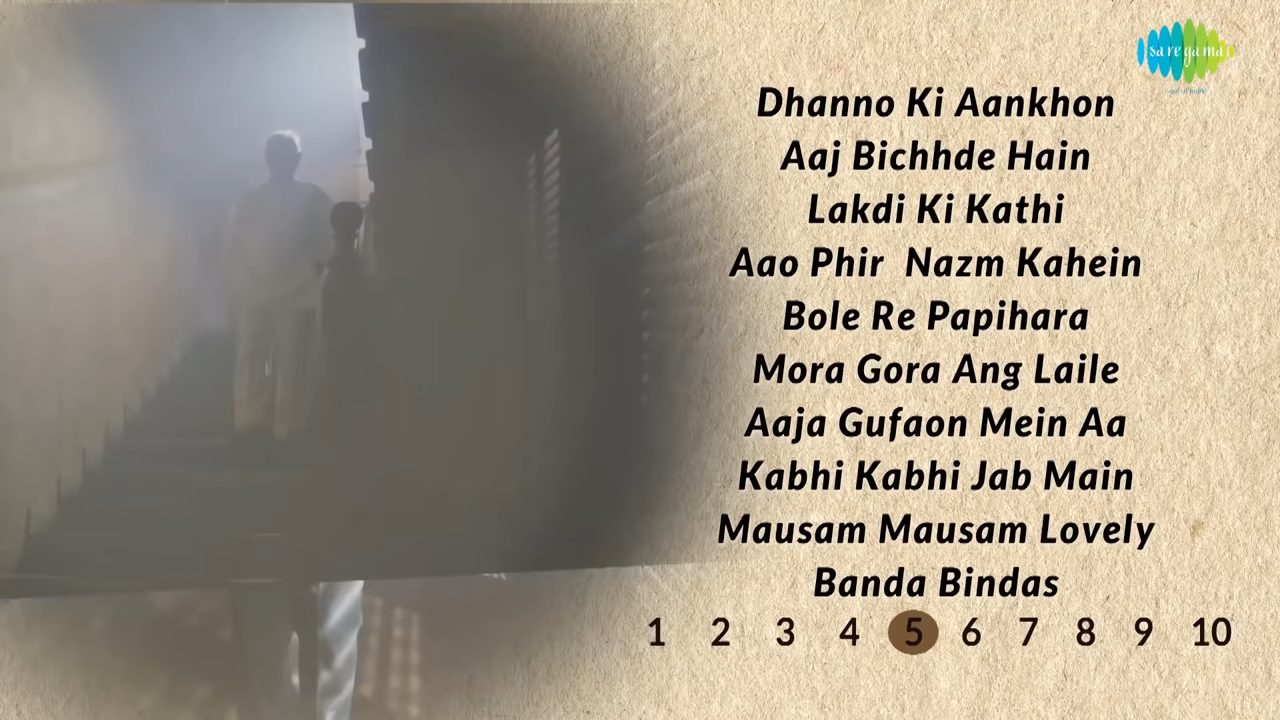 sa re ga ma
Dhanno Ki Aankhon
Aaj Bichhde Hain
Lakdi Ki Kathi
Aao Phir Nazm Kahein
Bole Re Papihara
Mora Gora Ang Laile
Aaja Gufaon Mein Aa
Kabhi Kabhi Jab Main
Mausam Mausam Lovely
Banda Bindas
1 2 3 4 5 6 7 8 9 10